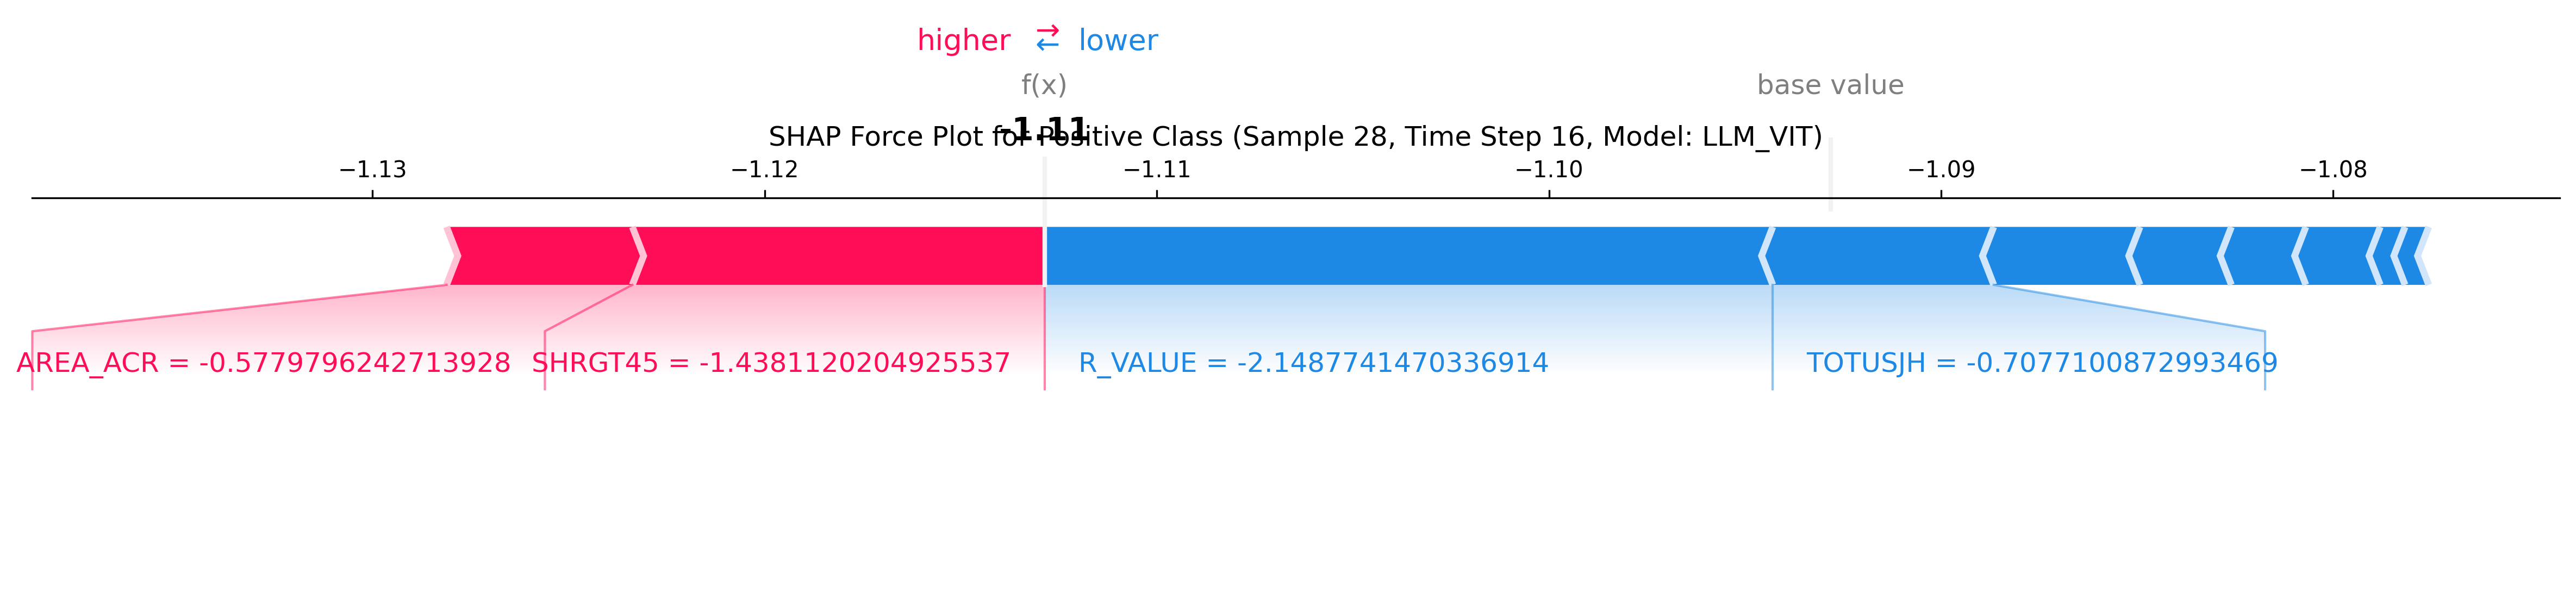 higher ⇄ lower
f(x)
base value
-1.11
SHAP Force Plot for Positive Class (Sample 28, Time Step 16, Model: LLM_VIT)
−1.13 −1.12 −1.11 −1.10 −1.09 −1.08
AREA_ACR = -0.5779796242713928 SHRGT45 = -1.4381120204925537 R_VALUE = -2.1487741470336914 TOTUSJH = -0.7077100872993469